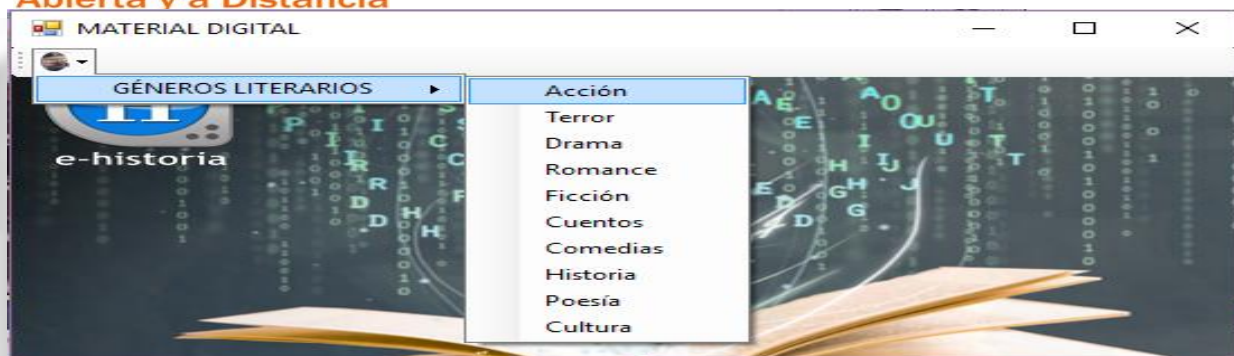 Abierta y a Distancia
MATERIAL DIGITAL
GÉNEROS LITERARIOS
Acción
Terror
Drama
Romance
Ficción
Cuentos
Comedias
Historia
Poesía
Cultura
e-historia